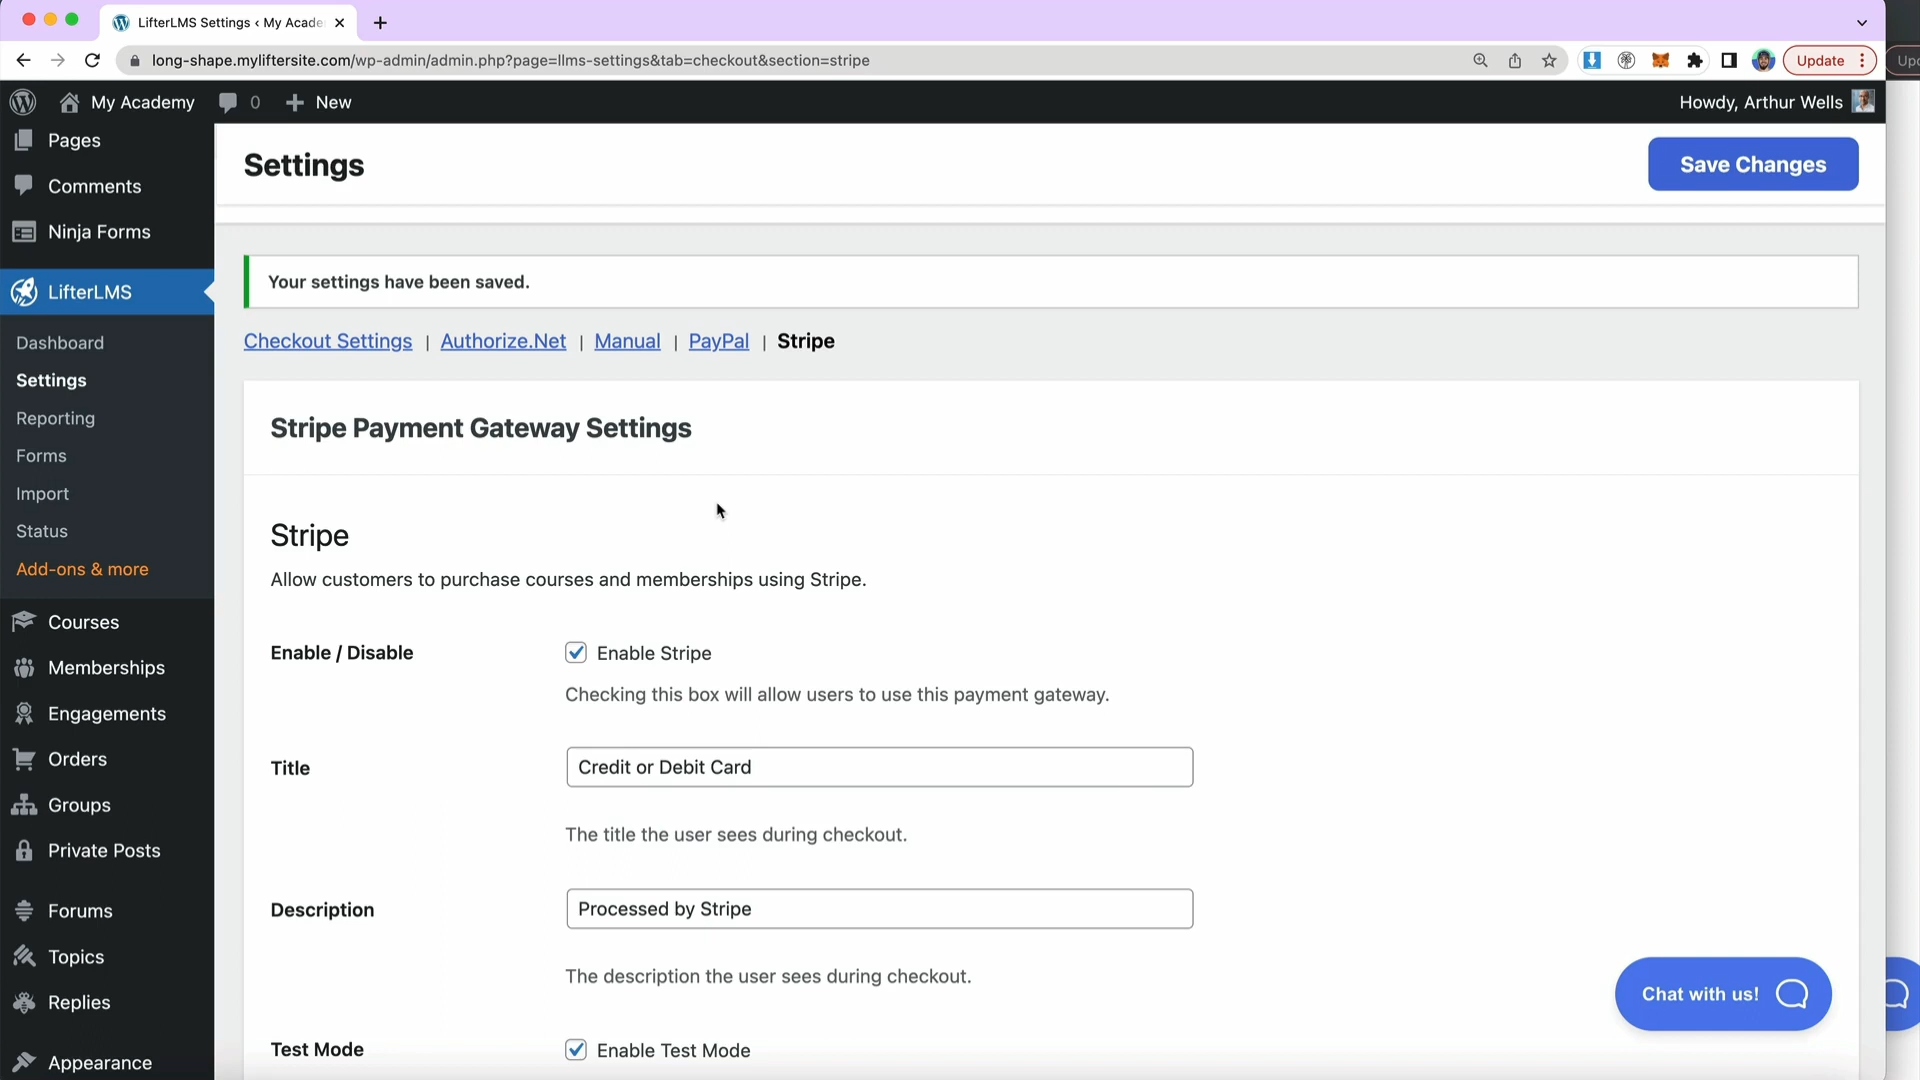 LifterLMS Settings < My Acade
long-shape.myliftersite.com/wp-admin/admin.php?page=llms-settings&tab=checkout&section=stripe
Update
My Academy
0
New
Howdy, Arthur Wells
Pages
Comments
Ninja Forms
LifterLMS
Dashboard
Settings
Reporting
Forms
Import
Status
Add-ons & more
Courses
Memberships
Engagements
Orders
Groups
Private Posts
Forums
Topics
Replies
Appearance
Settings
Save Changes
Your settings have been saved.
Checkout Settings | Authorize.Net | Manual | PayPal | Stripe
Stripe Payment Gateway Settings
Stripe
Allow customers to purchase courses and memberships using Stripe.
Enable / Disable
Enable Stripe
Checking this box will allow users to use this payment gateway.
Title
Credit or Debit Card
The title the user sees during checkout.
Description
Processed by Stripe
The description the user sees during checkout.
Test Mode
Enable Test Mode
Chat with us!